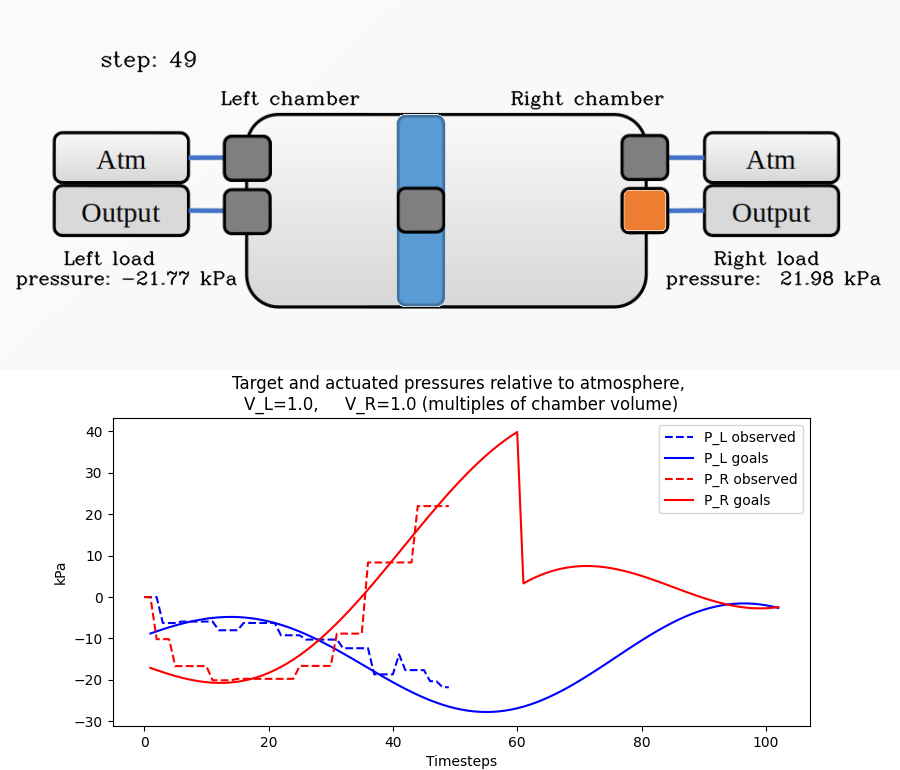 step: 49
Left chamber
Right chamber
Atm
Atm
Output
Output
Left load
pressure: -21.77 kPa
Right load
pressure: 21.98 kPa
Target and actuated pressures relative to atmosphere,
V_L=1.0, V_R=1.0 (multiples of chamber volume)
P_L observed
P_L goals
P_R observed
P_R goals
kPa
40
30
20
10
0
−10
−20
−30
0
20
40
60
80
100
Timesteps